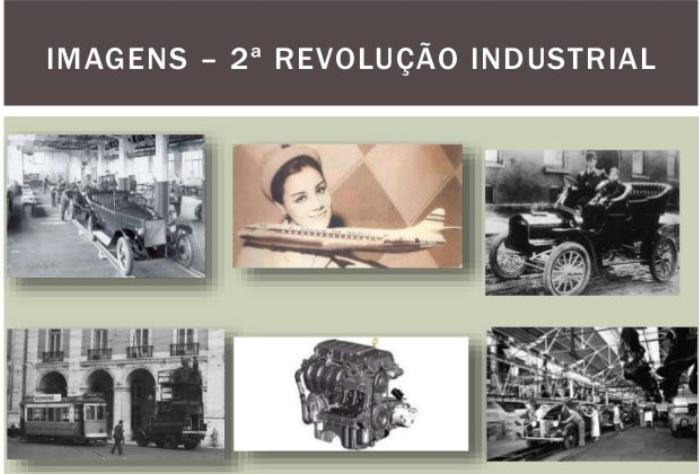 IMAGENS – 2ª REVOLUÇÃO INDUSTRIAL